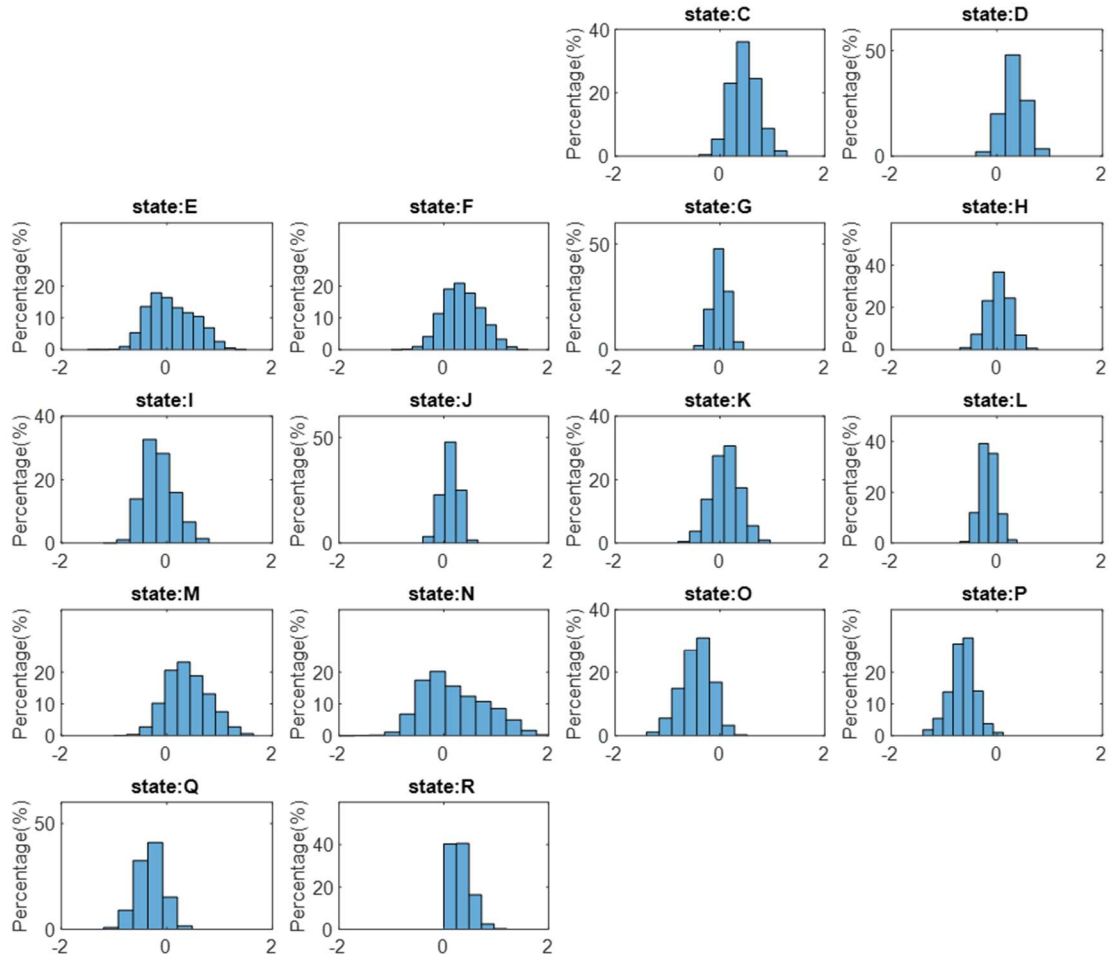 state:C
40
Percentage(%)
20
0
-2
0
2
state:D
Percentage(%)
50
0
-2
0
2
state:E
Percentage(%)
20
10
0
-2
0
2
state:F
Percentage(%)
20
10
0
-2
0
2
state:G
Percentage(%)
50
0
-2
0
2
state:H
Percentage(%)
40
20
0
-2
0
2
state:I
40
Percentage(%)
20
0
-2
0
2
state:J
Percentage(%)
50
0
-2
0
2
state:K
40
Percentage(%)
20
0
-2
0
2
state:L
Percentage(%)
40
20
0
-2
0
2
state:M
Percentage(%)
20
10
0
-2
0
2
state:N
Percentage(%)
20
10
0
-2
0
2
state:O
40
Percentage(%)
30
20
10
0
-2
0
2
state:P
Percentage(%)
30
20
10
0
-2
0
2
state:Q
Percentage(%)
50
0
-2
0
2
state:R
Percentage(%)
40
20
0
-2
0
2